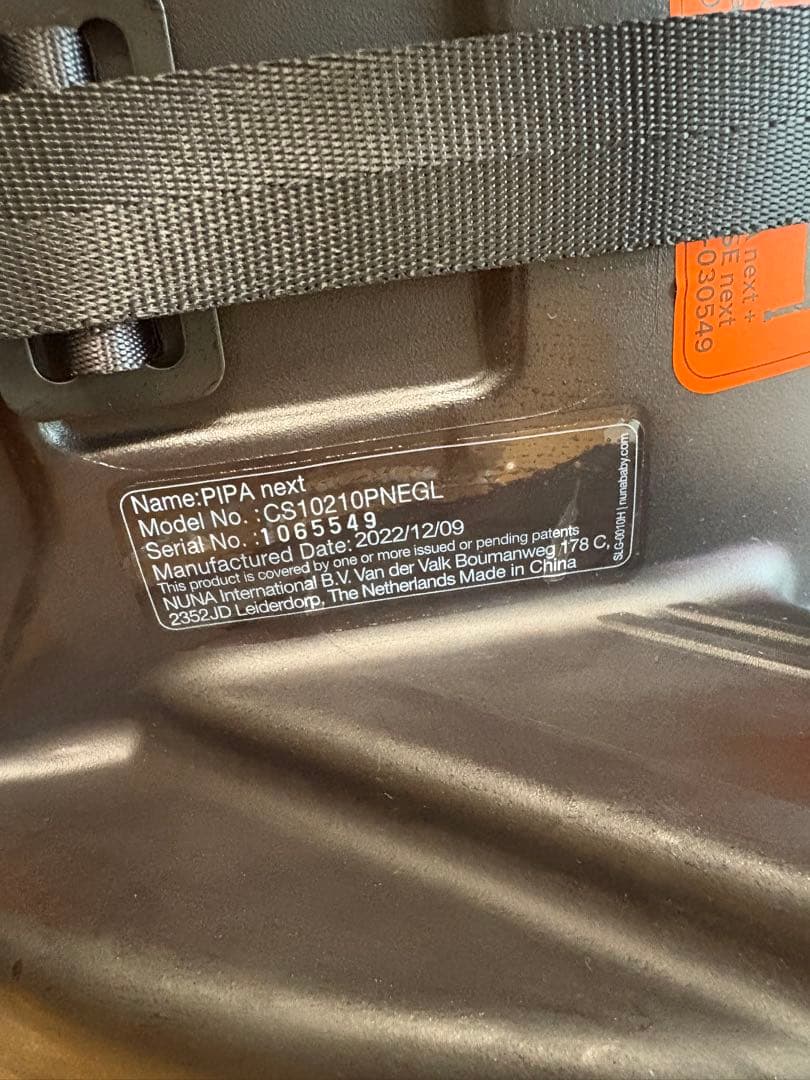 Name:PIPA next
Model No. :CS10210PNEGL
Serial No. :1065549
Manufactured Date: 2022/12/09
This product is covered by one or more issued or pending patents
NUNA International B.V. Van der Valk Boumanweg 178 C,
2352JD Leiderdorp, The Netherlands Made in China
SLG-0010H | nunababy.com
next +
next
030549